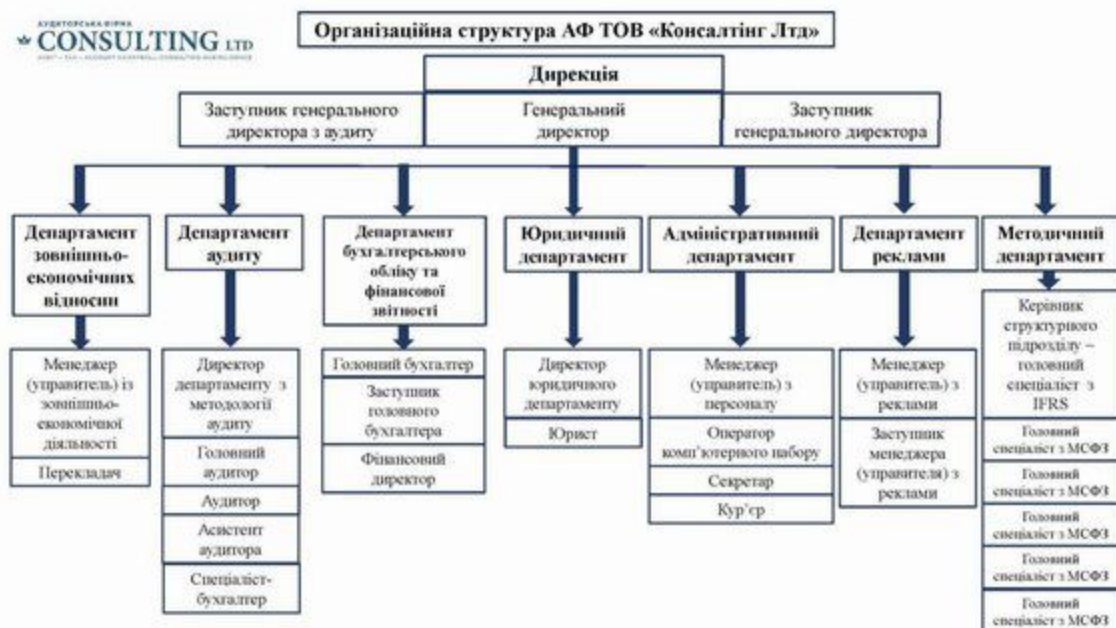 АУДИТОРСЬКА ФІРМА
CONSULTING LTD
Організаційна структура АФ ТОВ «Консалтінг Лтд»
Дирекція
Заступник генерального
директора з аудиту
Генеральний
директор
Заступник
генерального директора
Департамент
зовнішньо-
економічних
відносин
Менеджер
(управитель) із
зовнішньо-
економічної
діяльності
Перекладач
Департамент
аудиту
Директор
департаменту з
методології
аудиту
Головний
аудитор
Аудитор
Асистент
аудитора
Спеціаліст-
бухгалтер
Департамент
бухгалтерського
обліку та
фінансової
звітності
Головний бухгалтер
Заступник
головного
бухгалтера
Фінансовий
директор
Юридичний
департамент
Директор
юридичного
департаменту
Юрист
Адміністративний
департамент
Менеджер
(управитель) з
персоналу
Оператор
комп'ютерного набору
Секретар
Кур'єр
Департамент
реклами
Менеджер
(управитель) з
реклами
Заступник
менеджера
(управителя) з
реклами
Методичний
департамент
Керівник
структурного
підрозділу –
головний
спеціаліст з
IFRS
Головний
спеціаліст з МСФЗ
Головний
спеціаліст з МСФЗ
Головний
спеціаліст з МСФЗ
Головний
спеціаліст з МСФЗ
Головний
спеціаліст з МСФЗ